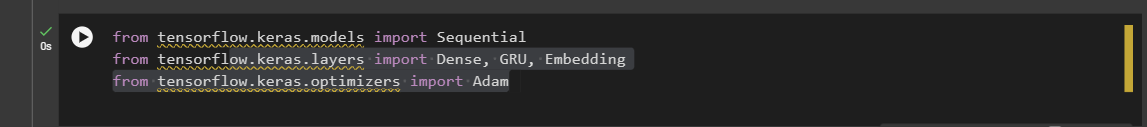 from tensorflow.keras.models import Sequential
from tensorflow.keras.layers import Dense, GRU, Embedding
from tensorflow.keras.optimizers import Adam
0s